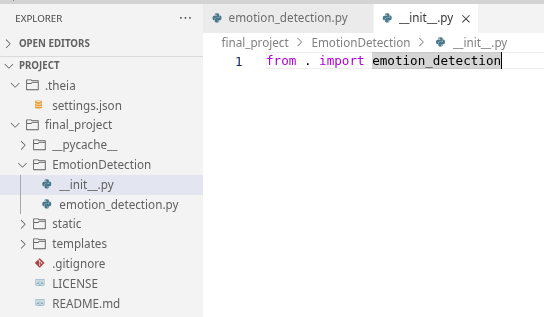 EXPLORER
OPEN EDITORS
PROJECT
.theia
settings.json
final_project
__pycache__
EmotionDetection
__init__.py
emotion_detection.py
static
templates
.gitignore
LICENSE
README.md
emotion_detection.py __init__.py
final_project > EmotionDetection > __init__.py
1 from . import emotion_detection